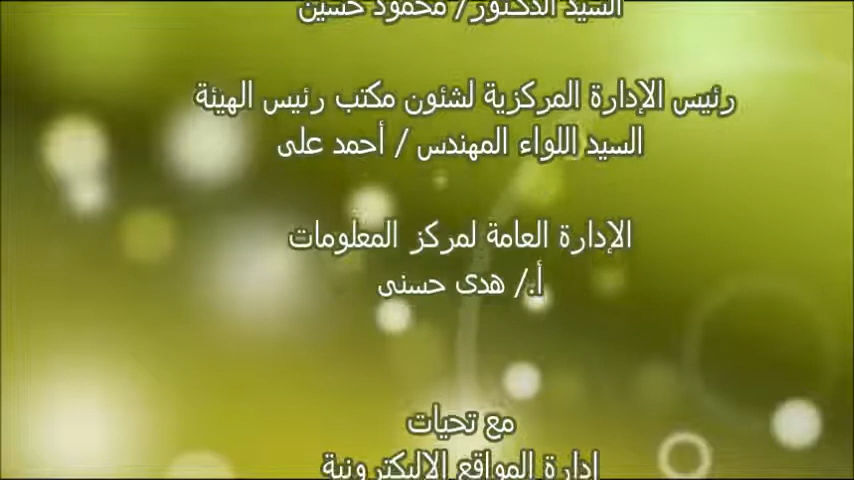 السيد الدكتور/ محمود حسين
رئيس الإدارة المركزية لشئون مكتب رئيس الهيئة
السيد اللواء المهندس / أحمد على
الإدارة العامة لمركز المعلومات
أ./ هدى حسنى
مع تحيات
إدارة المواقع الاليكترونية